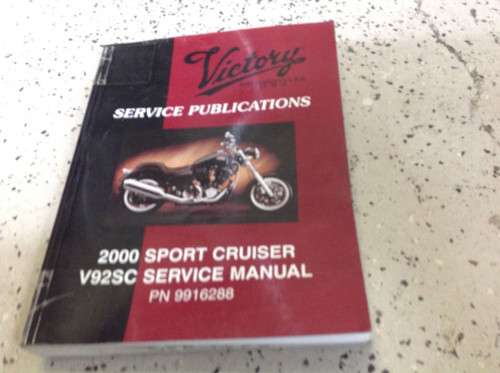 Victory
SERVICE PUBLICATIONS
2000 SPORT CRUISER
V92SC SERVICE MANUAL
PN 9916288